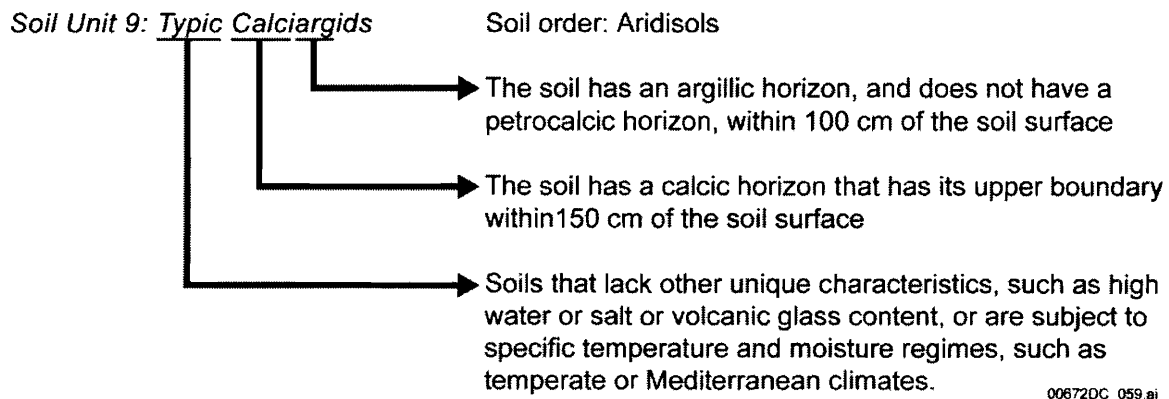 Soil Unit 9: Typic Calciargids Soil order: Aridisols
The soil has an argillic horizon, and does not have a
petrocalcic horizon, within 100 cm of the soil surface
The soil has a calcic horizon that has its upper boundary
within150 cm of the soil surface
Soils that lack other unique characteristics, such as high
water or salt or volcanic glass content, or are subject to
specific temperature and moisture regimes, such as
temperate or Mediterranean climates.
00672DC_059.ai